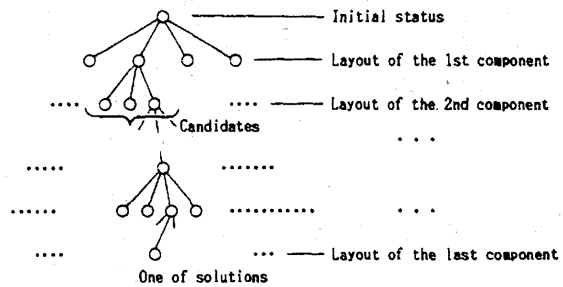 Initial status
Layout of the 1st component
Layout of the 2nd component
Candidates
Layout of the last component
One of solutions